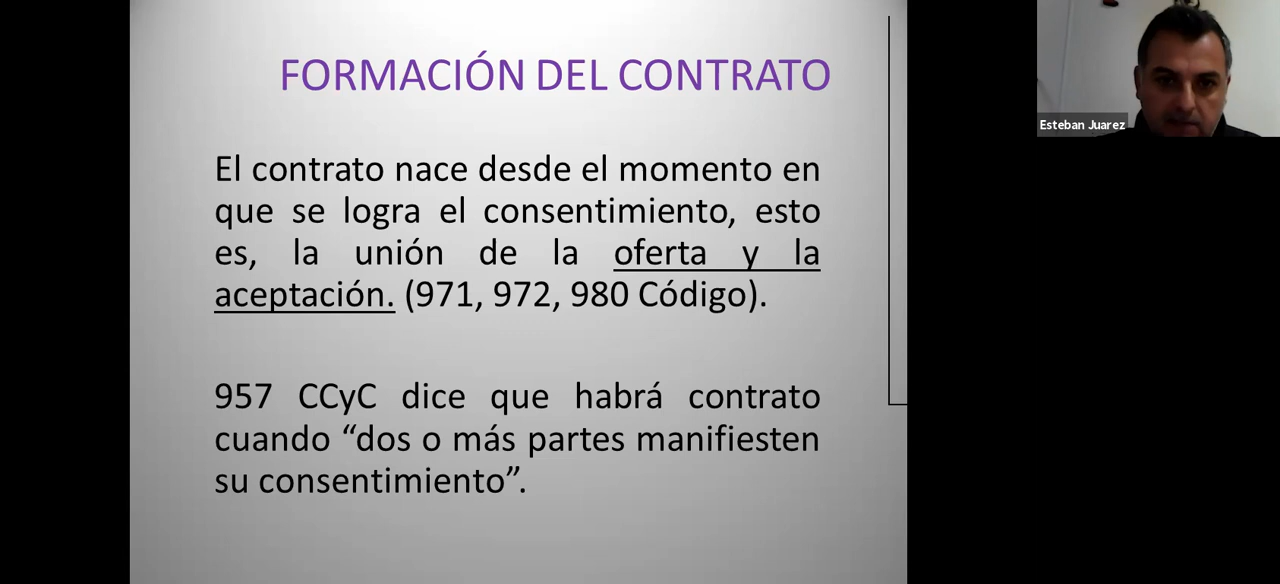 FORMACIÓN DEL CONTRATO
El contrato nace desde el momento en
que se logra el consentimiento, esto
es, la unión de la oferta y la
aceptación. (971, 972, 980 Código).
957 CCyC dice que habrá contrato
cuando “dos o más partes manifiesten
su consentimiento”.
Esteban Juarez